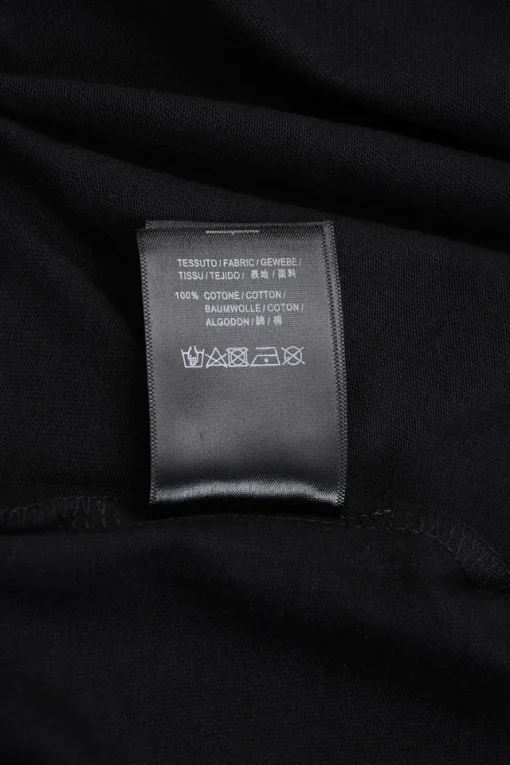 TESSUTO / FABRIC / GEWEBE /
TISSU / TEJIDO / 表地 / 面料
100% COTONE / COTTON /
BAUMWOLLE / COTON /
ALGODON / 綿 / 棉